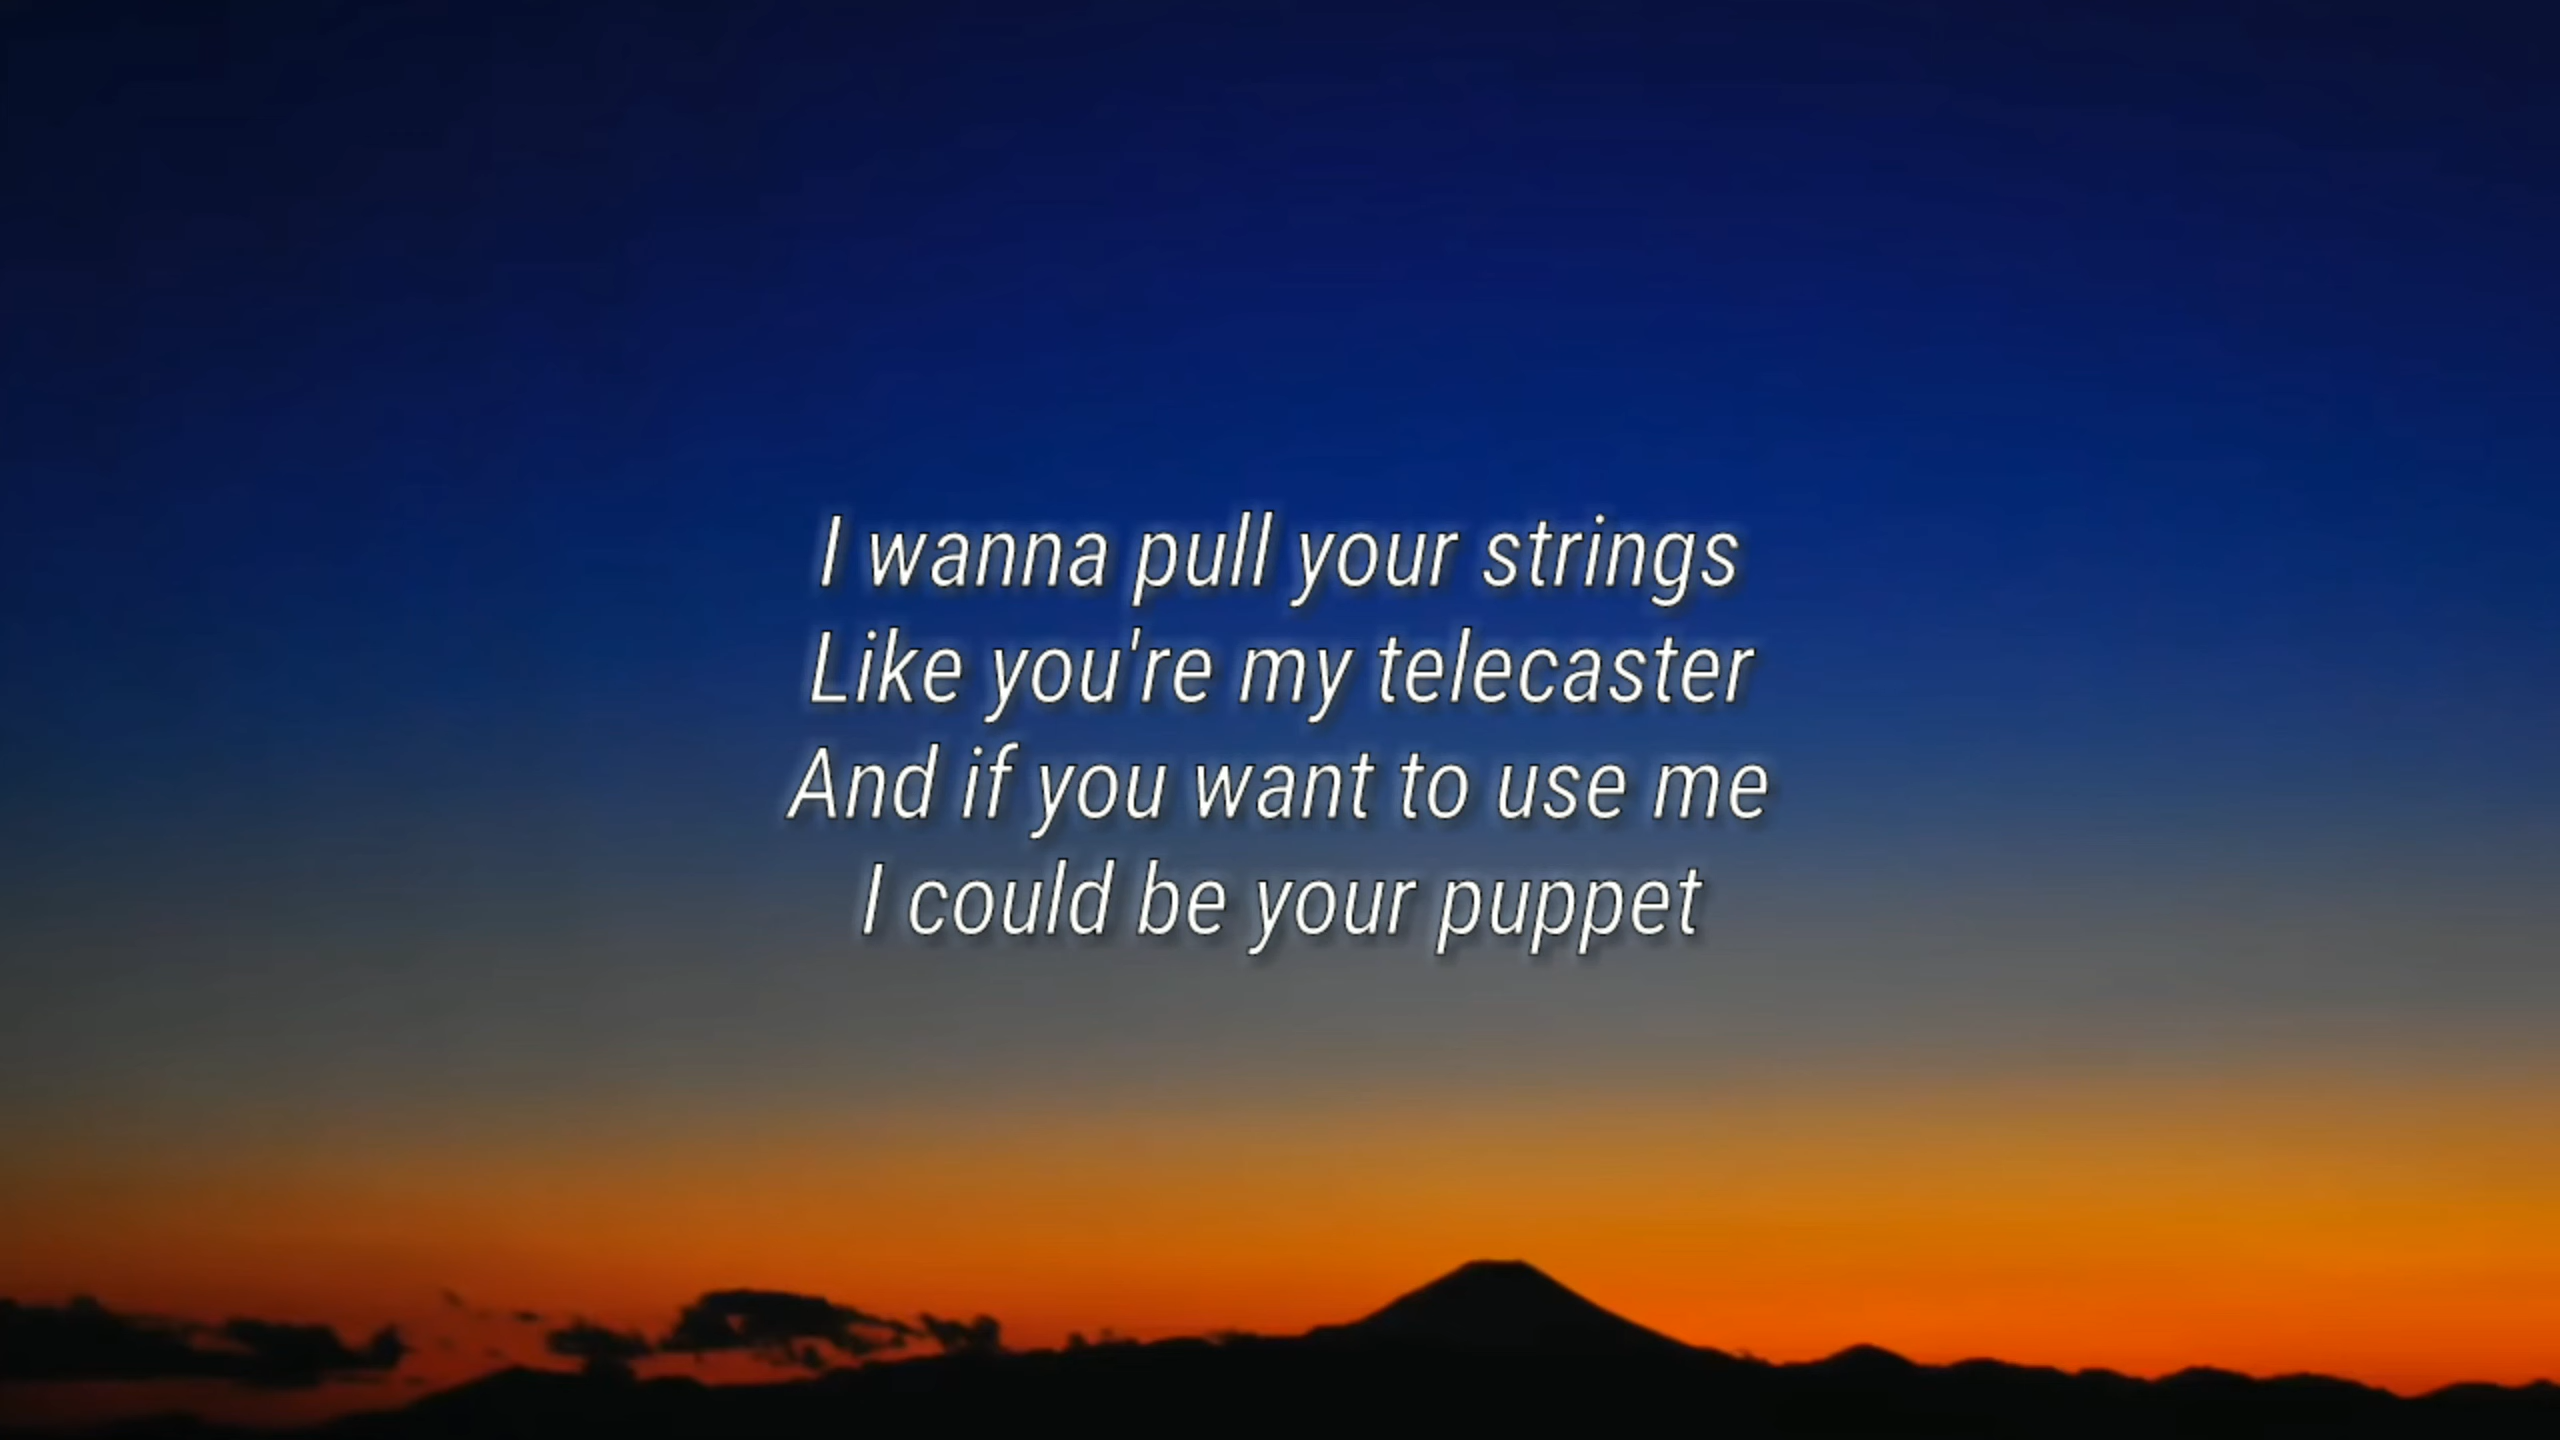 I wanna pull your strings
Like you're my telecaster
And if you want to use me
I could be your puppet